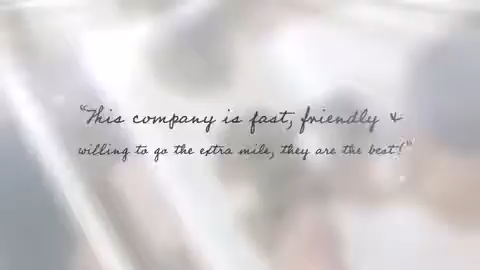 "This company is fast, friendly &
willing to go the extra mile, they are the best!"